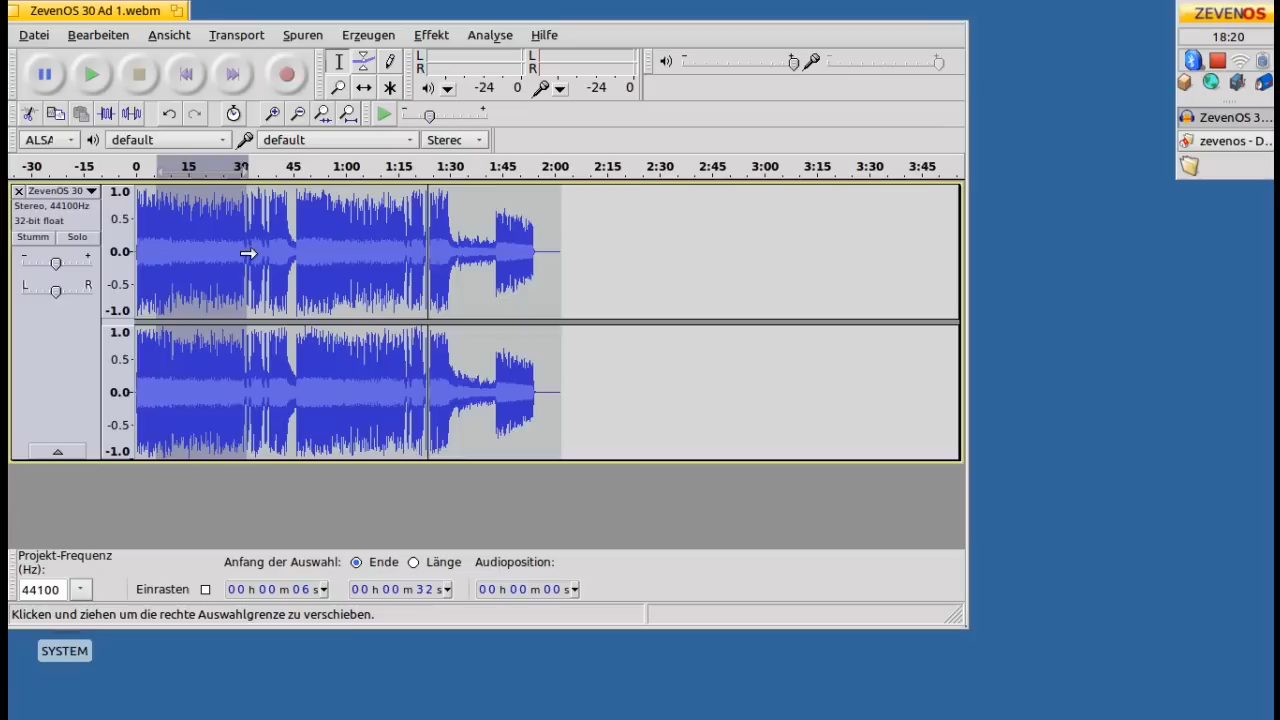 ZevenOS 30 Ad 1.webm
ZEVENOS
18:20
Datei Bearbeiten Ansicht Transport Spuren Erzeugen Effekt Analyse Hilfe
L R -24 0 L R -24 0
- + - +
- +
ZevenOS 3...
ALSA default default Sterec
zevenos - D...
-30 -15 0 15 30 45 1:00 1:15 1:30 1:45 2:00 2:15 2:30 2:45 3:00 3:15 3:30 3:45
ZevenOS 30
Stereo, 44100Hz
32-bit float
Stumm Solo
- +
L R
1.0
0.5
0.0
-0.5
-1.0
1.0
0.5
0.0
-0.5
-1.0
Projekt-Frequenz
(Hz):
Anfang der Auswahl: Ende Länge Audioposition:
44100 Einrasten 00 h 00 m 06 s 00 h 00 m 32 s 00 h 00 m 00 s
Klicken und ziehen um die rechte Auswahlgrenze zu verschieben.
SYSTEM